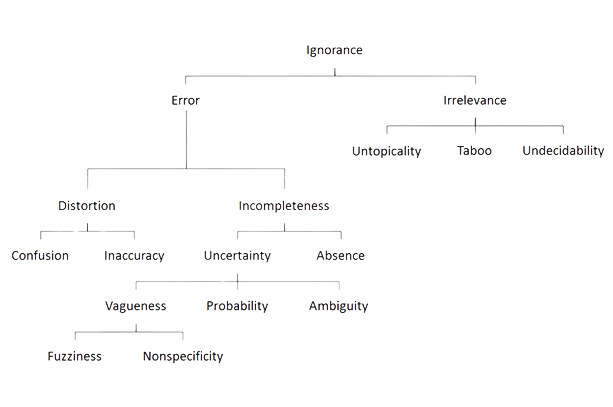 Ignorance
Error Irrelevance
Untopicality Taboo Undecidability
Distortion Incompleteness
Confusion Inaccuracy Uncertainty Absence
Vagueness Probability Ambiguity
Fuzziness Nonspecificity